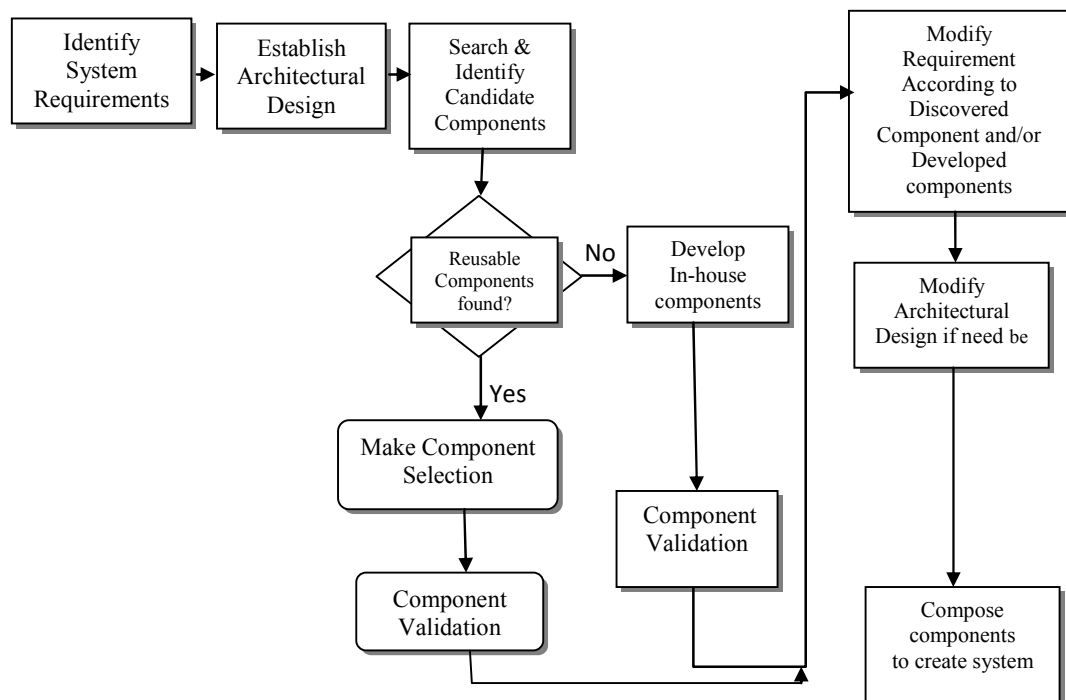 Identify
System
Requirements
Establish
Architectural
Design
Search &
Identify
Candidate
Components
Reusable
Components
found?
No
Develop
In-house
components
Yes
Make Component
Selection
Component
Validation
Component
Validation
Modify
Requirement
According to
Discovered
Component and/or
Developed
components
Modify
Architectural
Design if need be
Compose
components
to create system